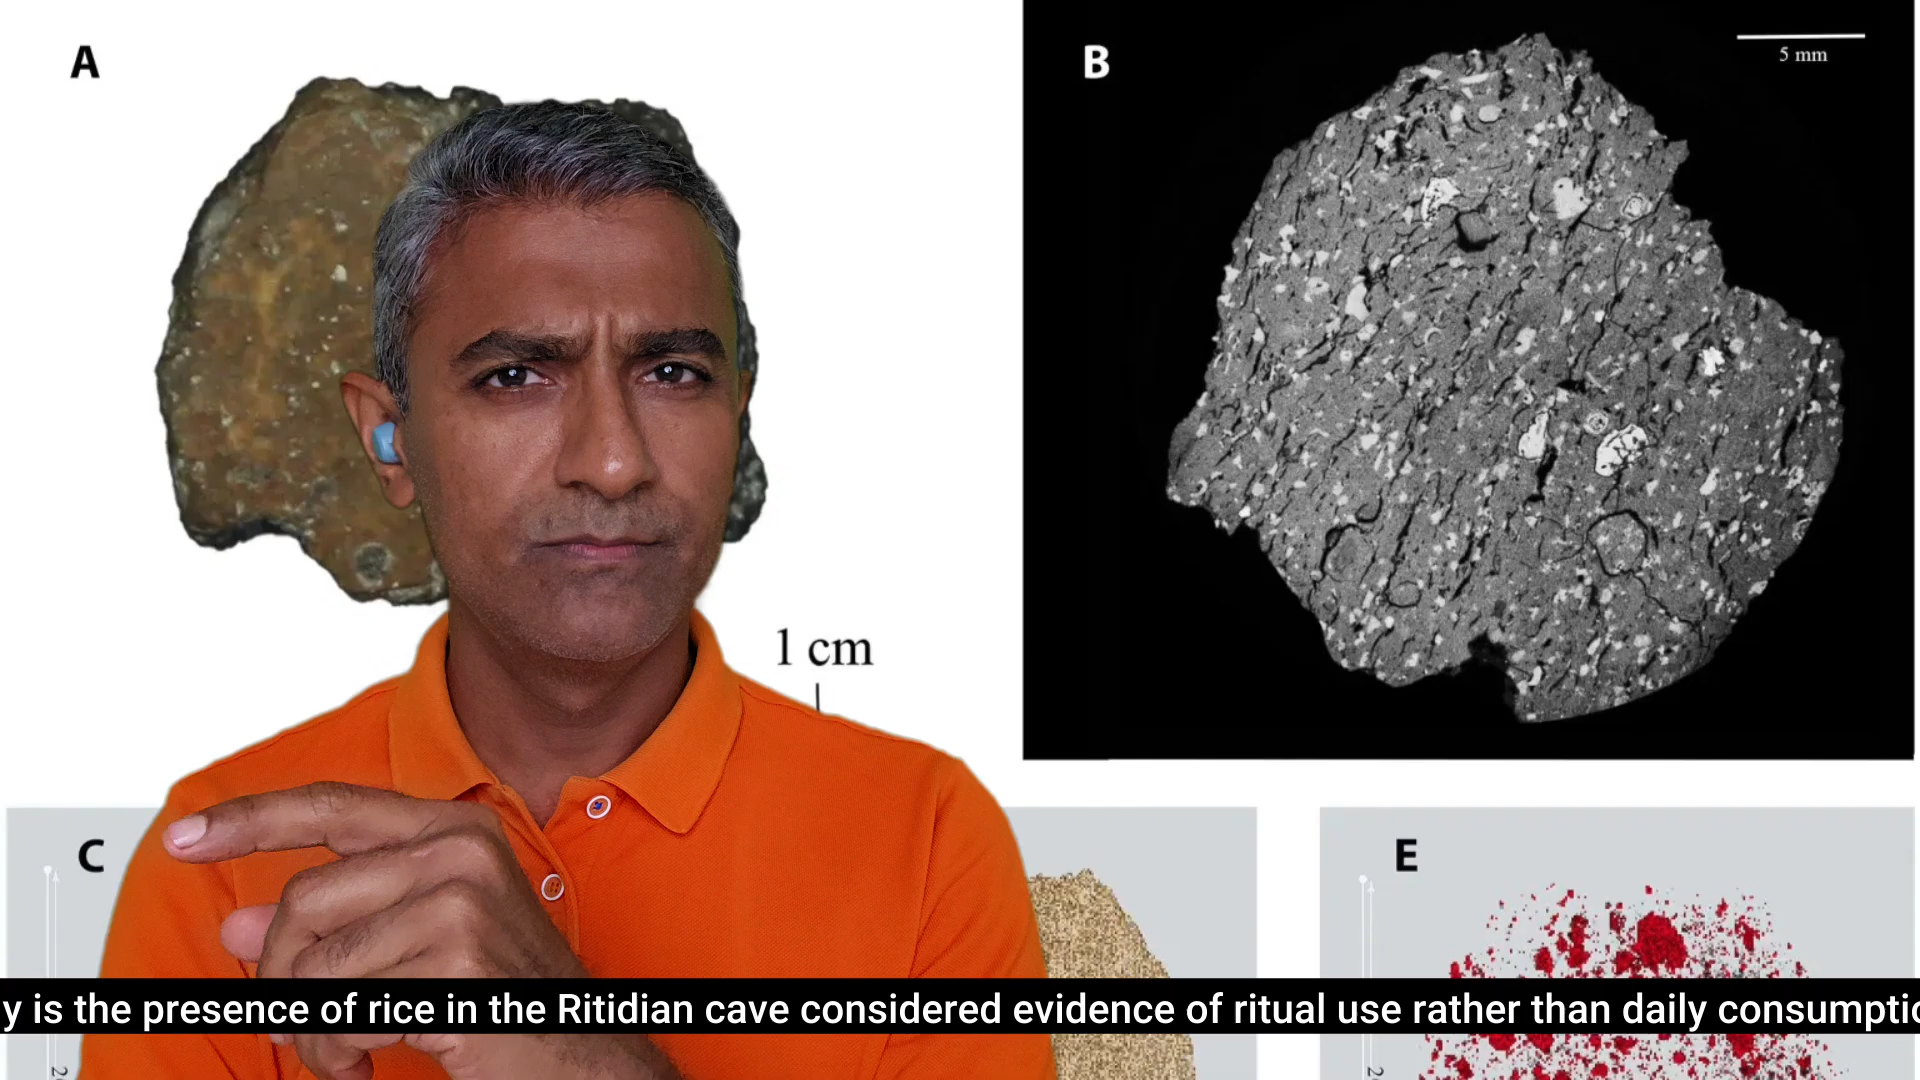 A
B
5 mm
1 cm
C
E
y is the presence of rice in the Ritidian cave considered evidence of ritual use rather than daily consumptio